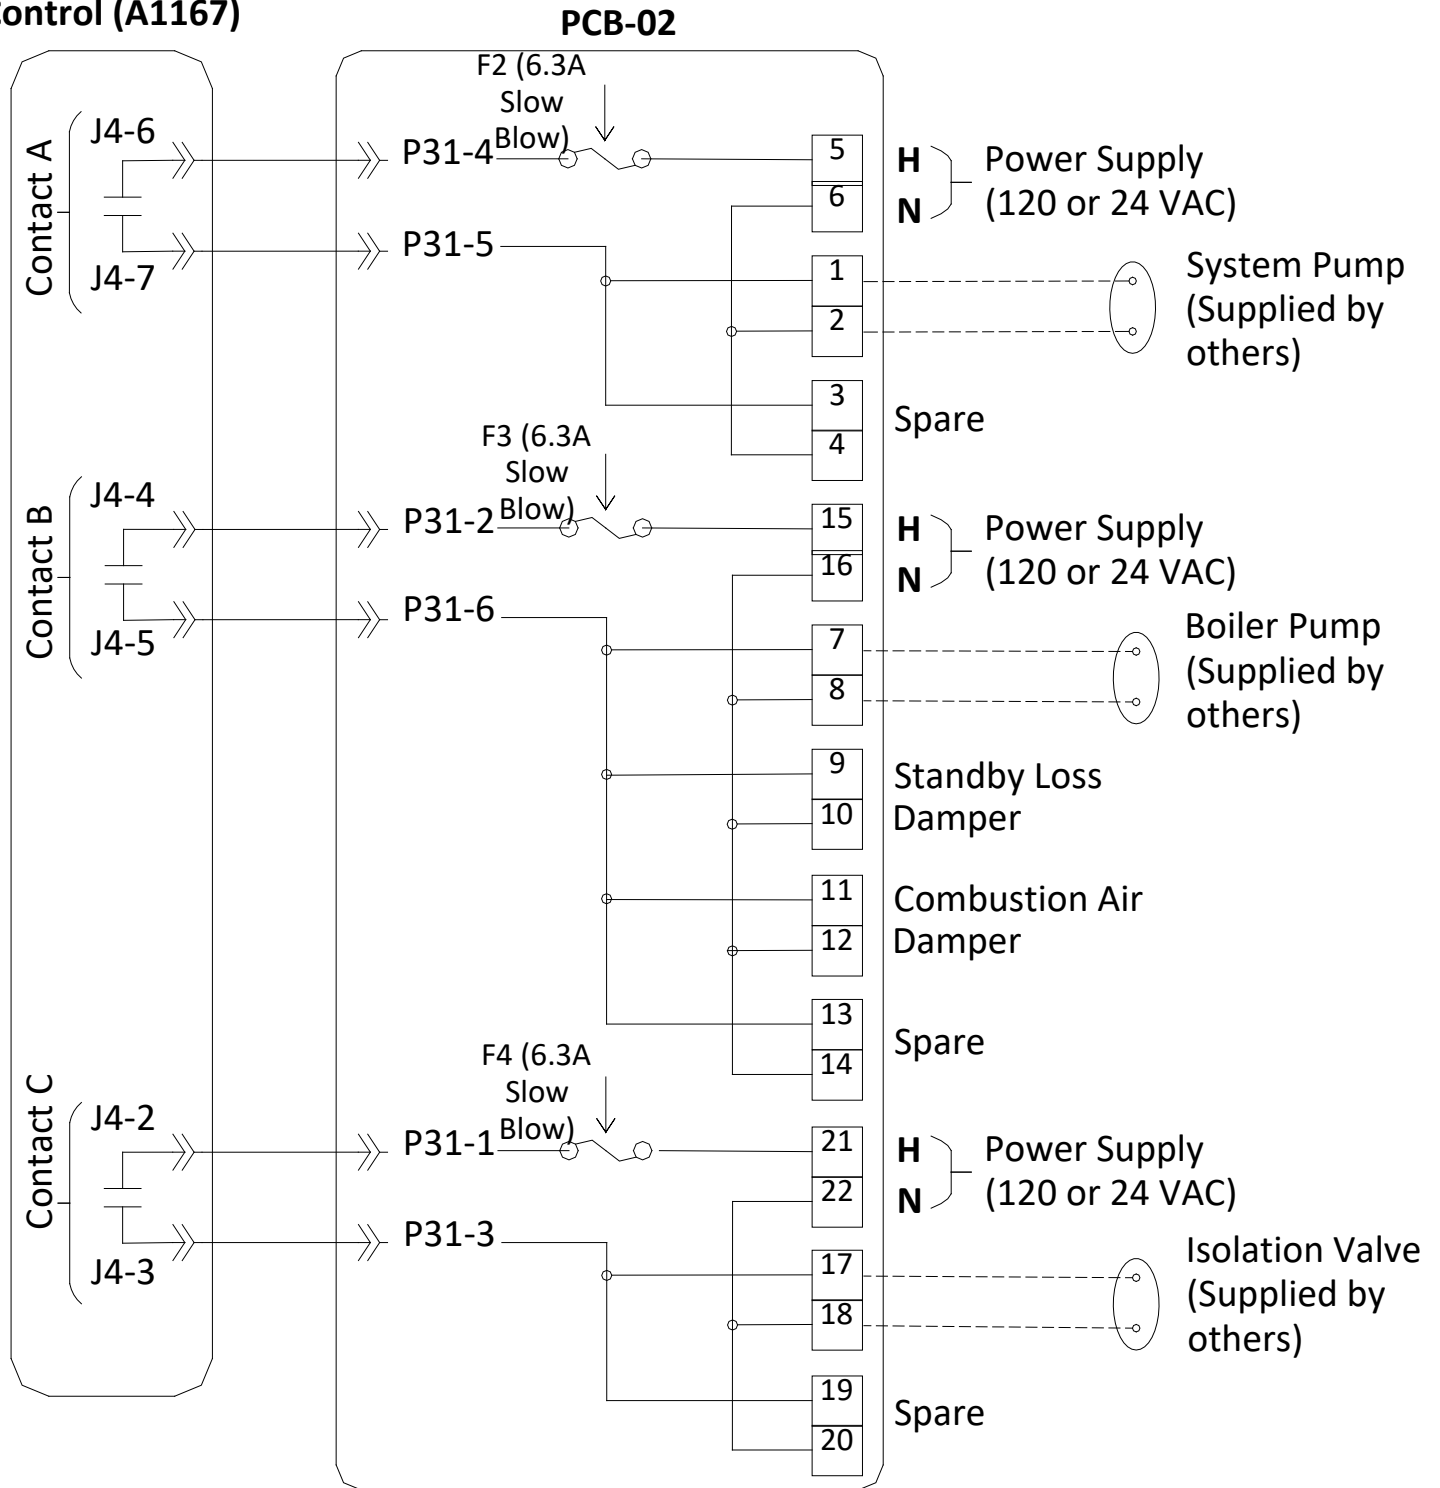 ontrol (A1167)
PCB-02
Contact A
J4-6
J4-7
P31-4
P31-5
F2 (6.3A
Slow
Blow)
5
6
H
N
Power Supply
(120 or 24 VAC)
1
2
System Pump
(Supplied by
others)
3
4
Spare
Contact B
J4-4
J4-5
P31-2
P31-6
F3 (6.3A
Slow
Blow)
15
16
H
N
Power Supply
(120 or 24 VAC)
7
8
Boiler Pump
(Supplied by
others)
9
10
Standby Loss
Damper
11
12
Combustion Air
Damper
13
14
Spare
Contact C
J4-2
J4-3
P31-1
P31-3
F4 (6.3A
Slow
Blow)
21
22
H
N
Power Supply
(120 or 24 VAC)
17
18
Isolation Valve
(Supplied by
others)
19
20
Spare